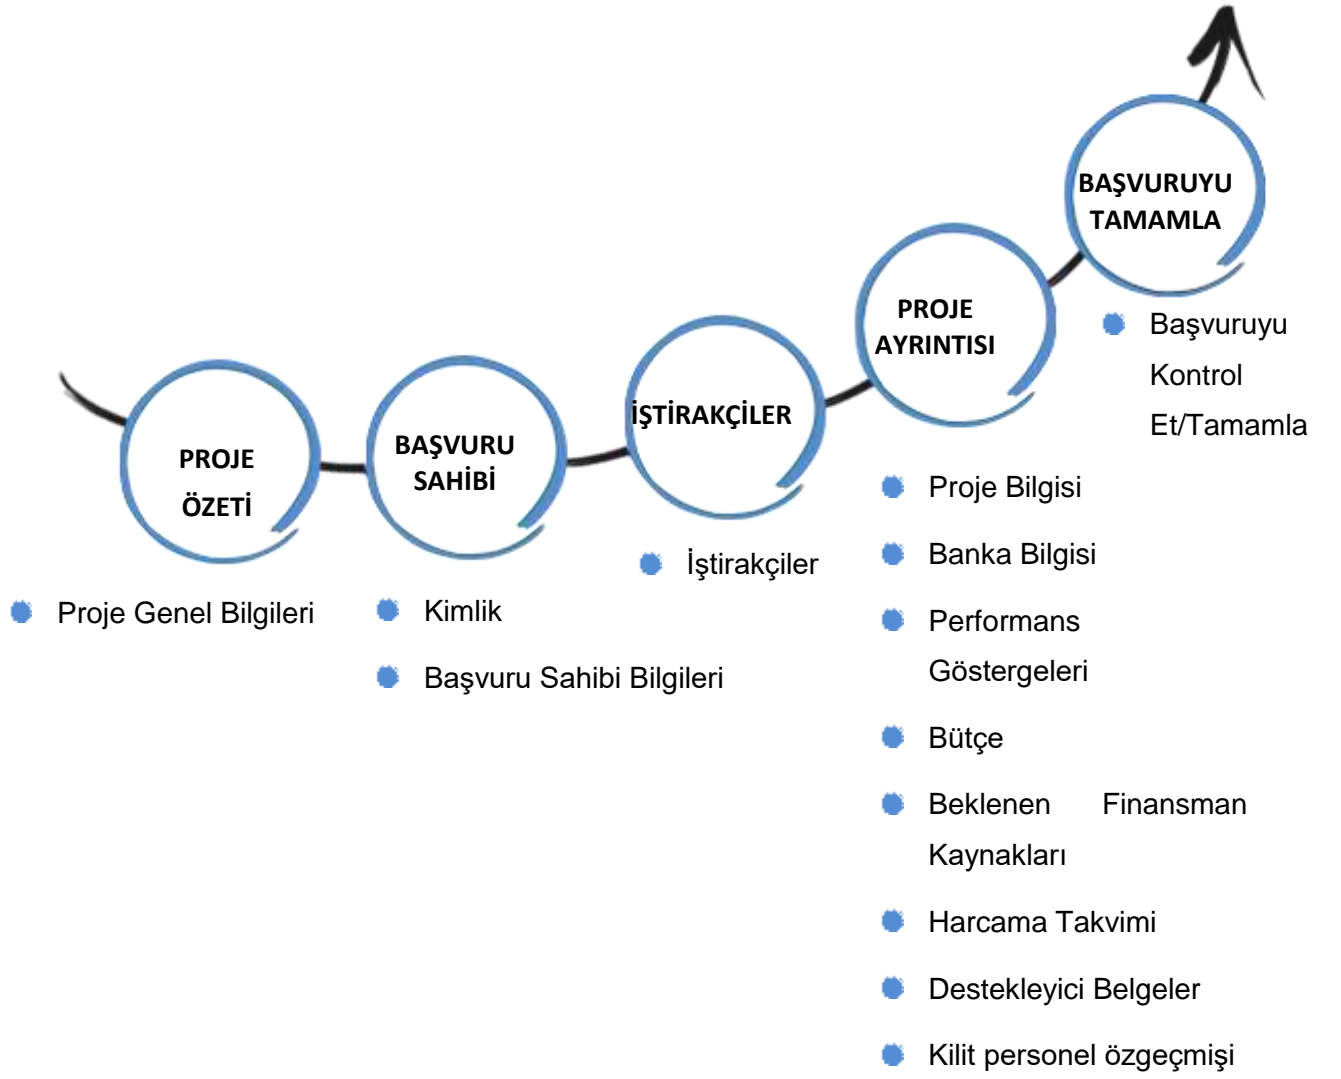 PROJE
ÖZETİ
Proje Genel Bilgileri
BAŞVURU
SAHİBİ
Kimlik
Başvuru Sahibi Bilgileri
İŞTİRAKÇİLER
İştirakçiler
PROJE
AYRINTISI
Proje Bilgisi
Banka Bilgisi
Performans
Göstergeleri
Bütçe
Beklenen Finansman
Kaynakları
Harcama Takvimi
Destekleyici Belgeler
Kilit personel özgeçmişi
BAŞVURUYU
TAMAMLA
Başvuruyu
Kontrol
Et/Tamamla